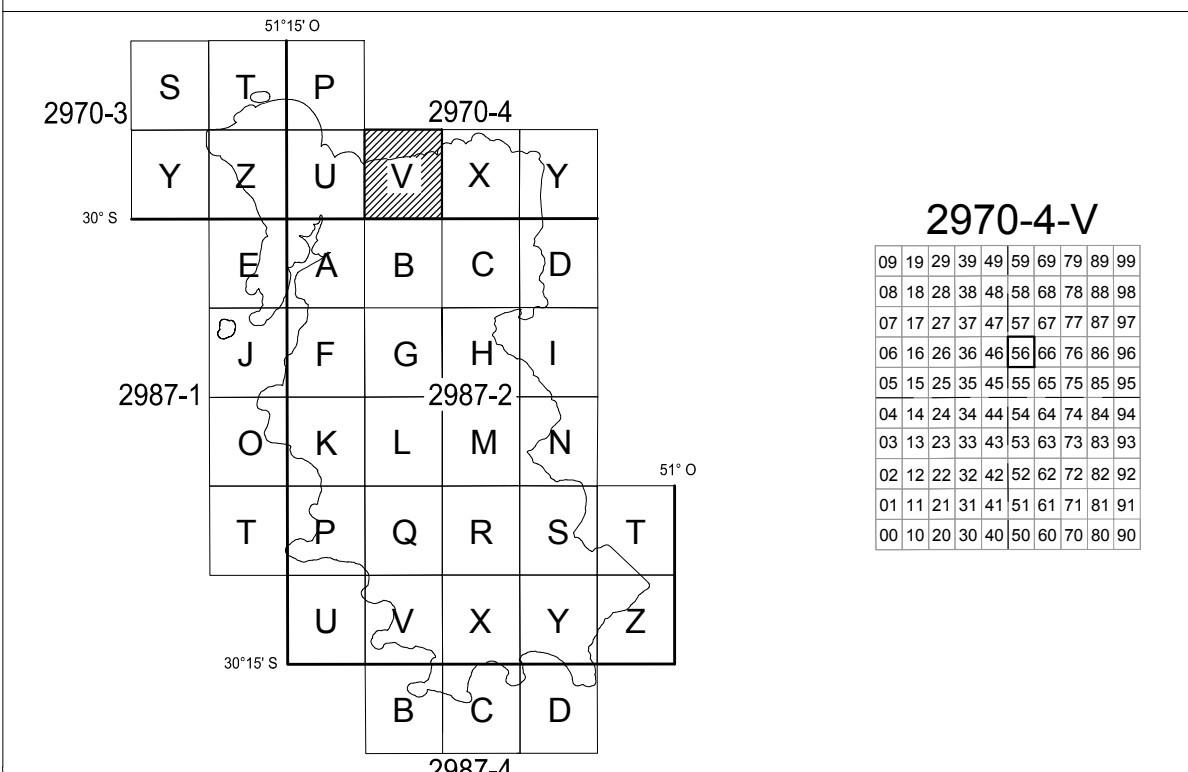 51°15' O
S T P
2970-3
2970-4
Y Z U V X Y
30° S
E A B C D
J F G H I
2987-1
2987-2
O K L M N
51° O
T P Q R S T
U V X Y Z
30°15' S
B C D
2987-4
2970-4-V
09 19 29 39 49 59 69 79 89 99
08 18 28 38 48 58 68 78 88 98
07 17 27 37 47 57 67 77 87 97
06 16 26 36 46 56 66 76 86 96
05 15 25 35 45 55 65 75 85 95
04 14 24 34 44 54 64 74 84 94
03 13 23 33 43 53 63 73 83 93
02 12 22 32 42 52 62 72 82 92
01 11 21 31 41 51 61 71 81 91
00 10 20 30 40 50 60 70 80 90